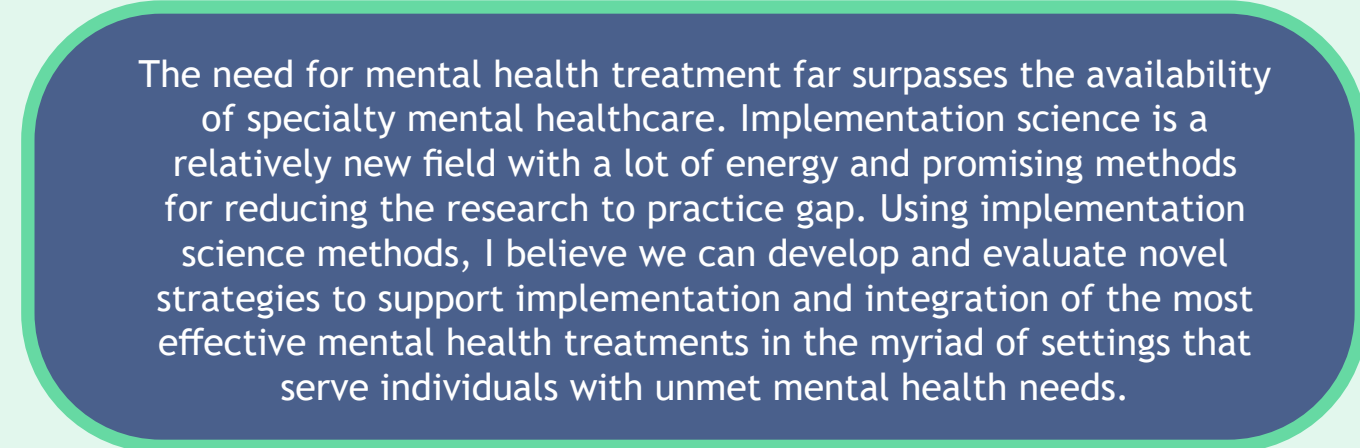 The need for mental health treatment far surpasses the availability
of specialty mental healthcare. Implementation science is a
relatively new field with a lot of energy and promising methods
for reducing the research to practice gap. Using implementation
science methods, I believe we can develop and evaluate novel
strategies to support implementation and integration of the most
effective mental health treatments in the myriad of settings that
serve individuals with unmet mental health needs.